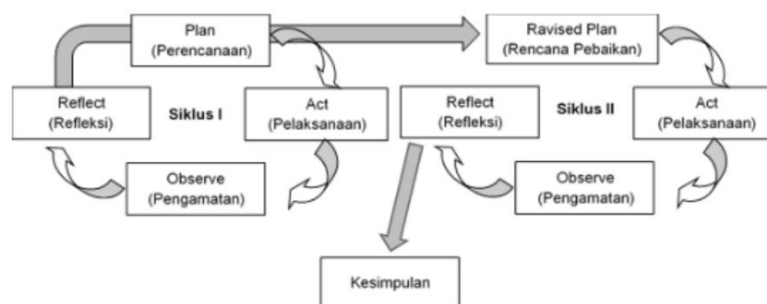 Plan
(Perencanaan)
Ravised Plan
(Rencana Pebaikan)
Reflect
(Refleksi)
Siklus I
Act
(Pelaksanaan)
Reflect
(Refleksi)
Siklus II
Act
(Pelaksanaan)
Observe
(Pengamatan)
Observe
(Pengamatan)
Kesimpulan